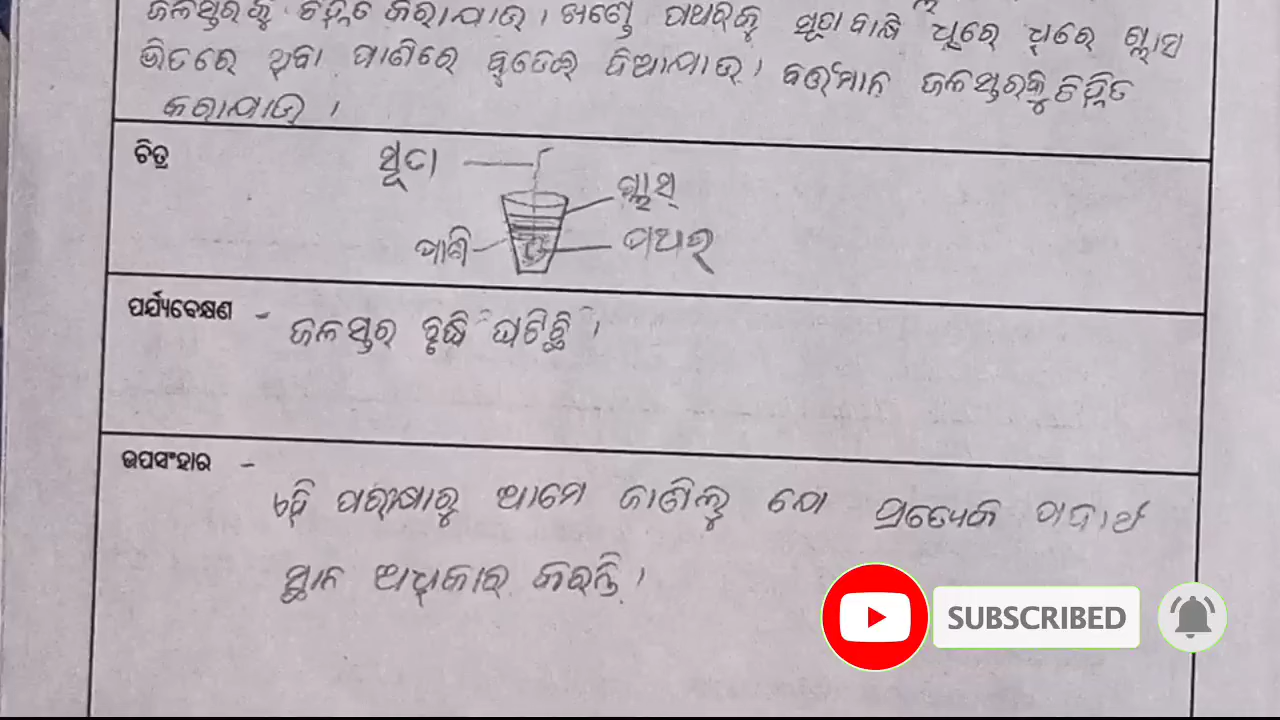 ଜଳସ୍ତରକୁ ଚିହ୍ନିତ କରାଯାଉ। ଖଣ୍ଡେ ପଥରକୁ ସୂତା ବାନ୍ଧି ଧିରେ ଧିରେ ଗ୍ଲାସ
ଭିତରେ ଥିବା ପାଣିରେ ବୁଡେଇ ଦିଆଯାଉ। ବର୍ତ୍ତମାନ ଜଳସ୍ତରକୁ ଚିହ୍ନିତ
କରାଯାଉ।
ଚିତ୍ର
ସୂତା
ଗ୍ଲାସ୍
ପାଣି
ପଥର
ପର୍ଯ୍ୟବେକ୍ଷଣ - ଜଳସ୍ତର ବୃଦ୍ଧି ଘଟିଛି।
ଉପସଂହାର -
ଏହି ପରୀକ୍ଷାରୁ ଆମେ ଜାଣିଲୁ ଯେ ପ୍ରତ୍ୟେକ ପଦାର୍ଥ
ସ୍ଥାନ ଅଧିକାର କରନ୍ତି।
SUBSCRIBED